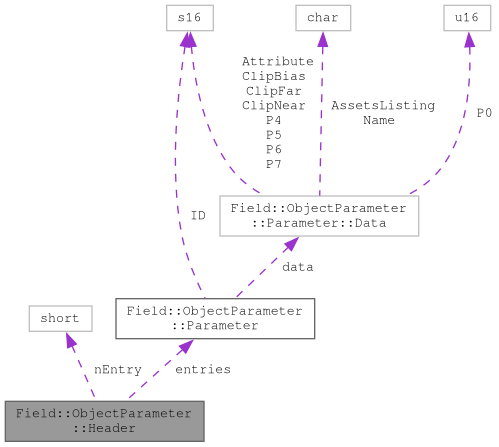 s16
char
u16
Attribute
ClipBias
ClipFar
ClipNear
P4
P5
P6
P7
AssetsListing
Name
P0
Field::ObjectParameter
::Parameter::Data
ID
data
Field::ObjectParameter
::Parameter
short
nEntry
entries
Field::ObjectParameter
::Header